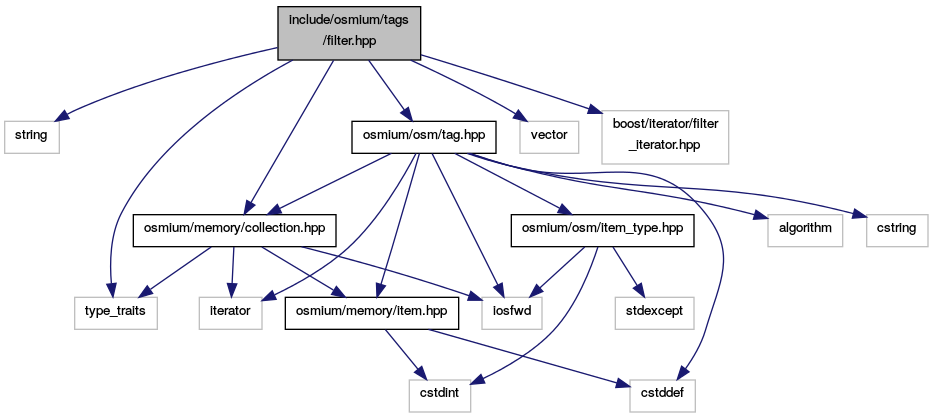 include/osmium/tags
/filter.hpp
string
osmium/osm/tag.hpp
vector
boost/iterator/filter
_iterator.hpp
osmium/memory/collection.hpp
osmium/osm/item_type.hpp
algorithm
cstring
type_traits
iterator
osmium/memory/item.hpp
iosfwd
stdexcept
cstdint
cstddef